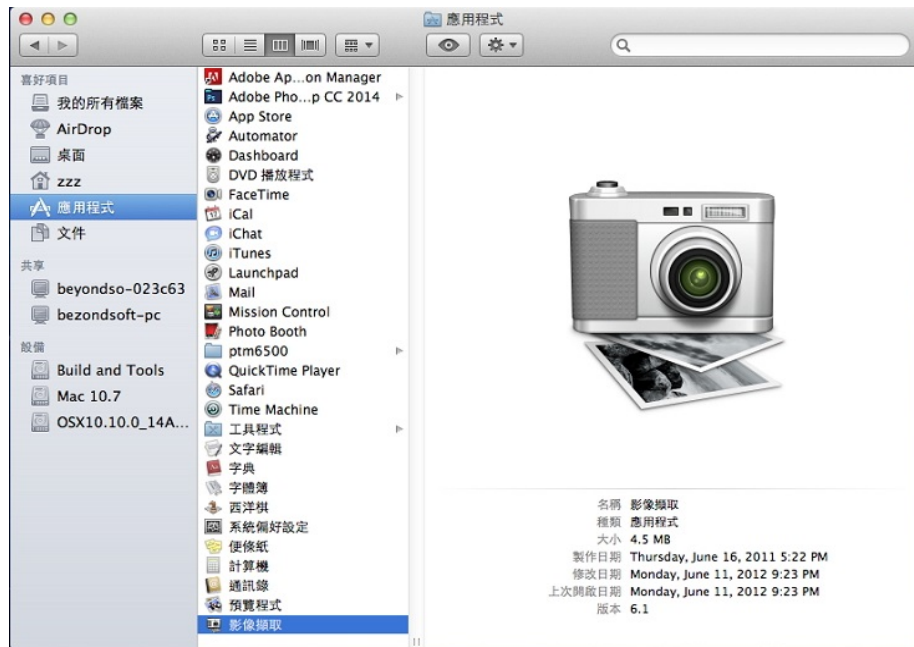 應用程式
喜好項目
我的所有檔案
AirDrop
桌面
zzz
應用程式
文件
共享
beyondso-023c63
bezondsoft-pc
設備
Build and Tools
Mac 10.7
OSX10.10.0_14A...
Adobe Ap...on Manager
Adobe Pho...p CC 2014
App Store
Automator
Dashboard
DVD 播放程式
FaceTime
iCal
iChat
iTunes
Launchpad
Mail
Mission Control
Photo Booth
ptm6500
QuickTime Player
Safari
Time Machine
工具程式
文字編輯
字典
字體簿
西洋棋
系統偏好設定
便條紙
計算機
通訊錄
預覽程式
影像擷取
名稱 影像擷取
種類 應用程式
大小 4.5 MB
製作日期 Thursday, June 16, 2011 5:22 PM
修改日期 Monday, June 11, 2012 9:23 PM
上次開啟日期 Monday, June 11, 2012 9:23 PM
版本 6.1